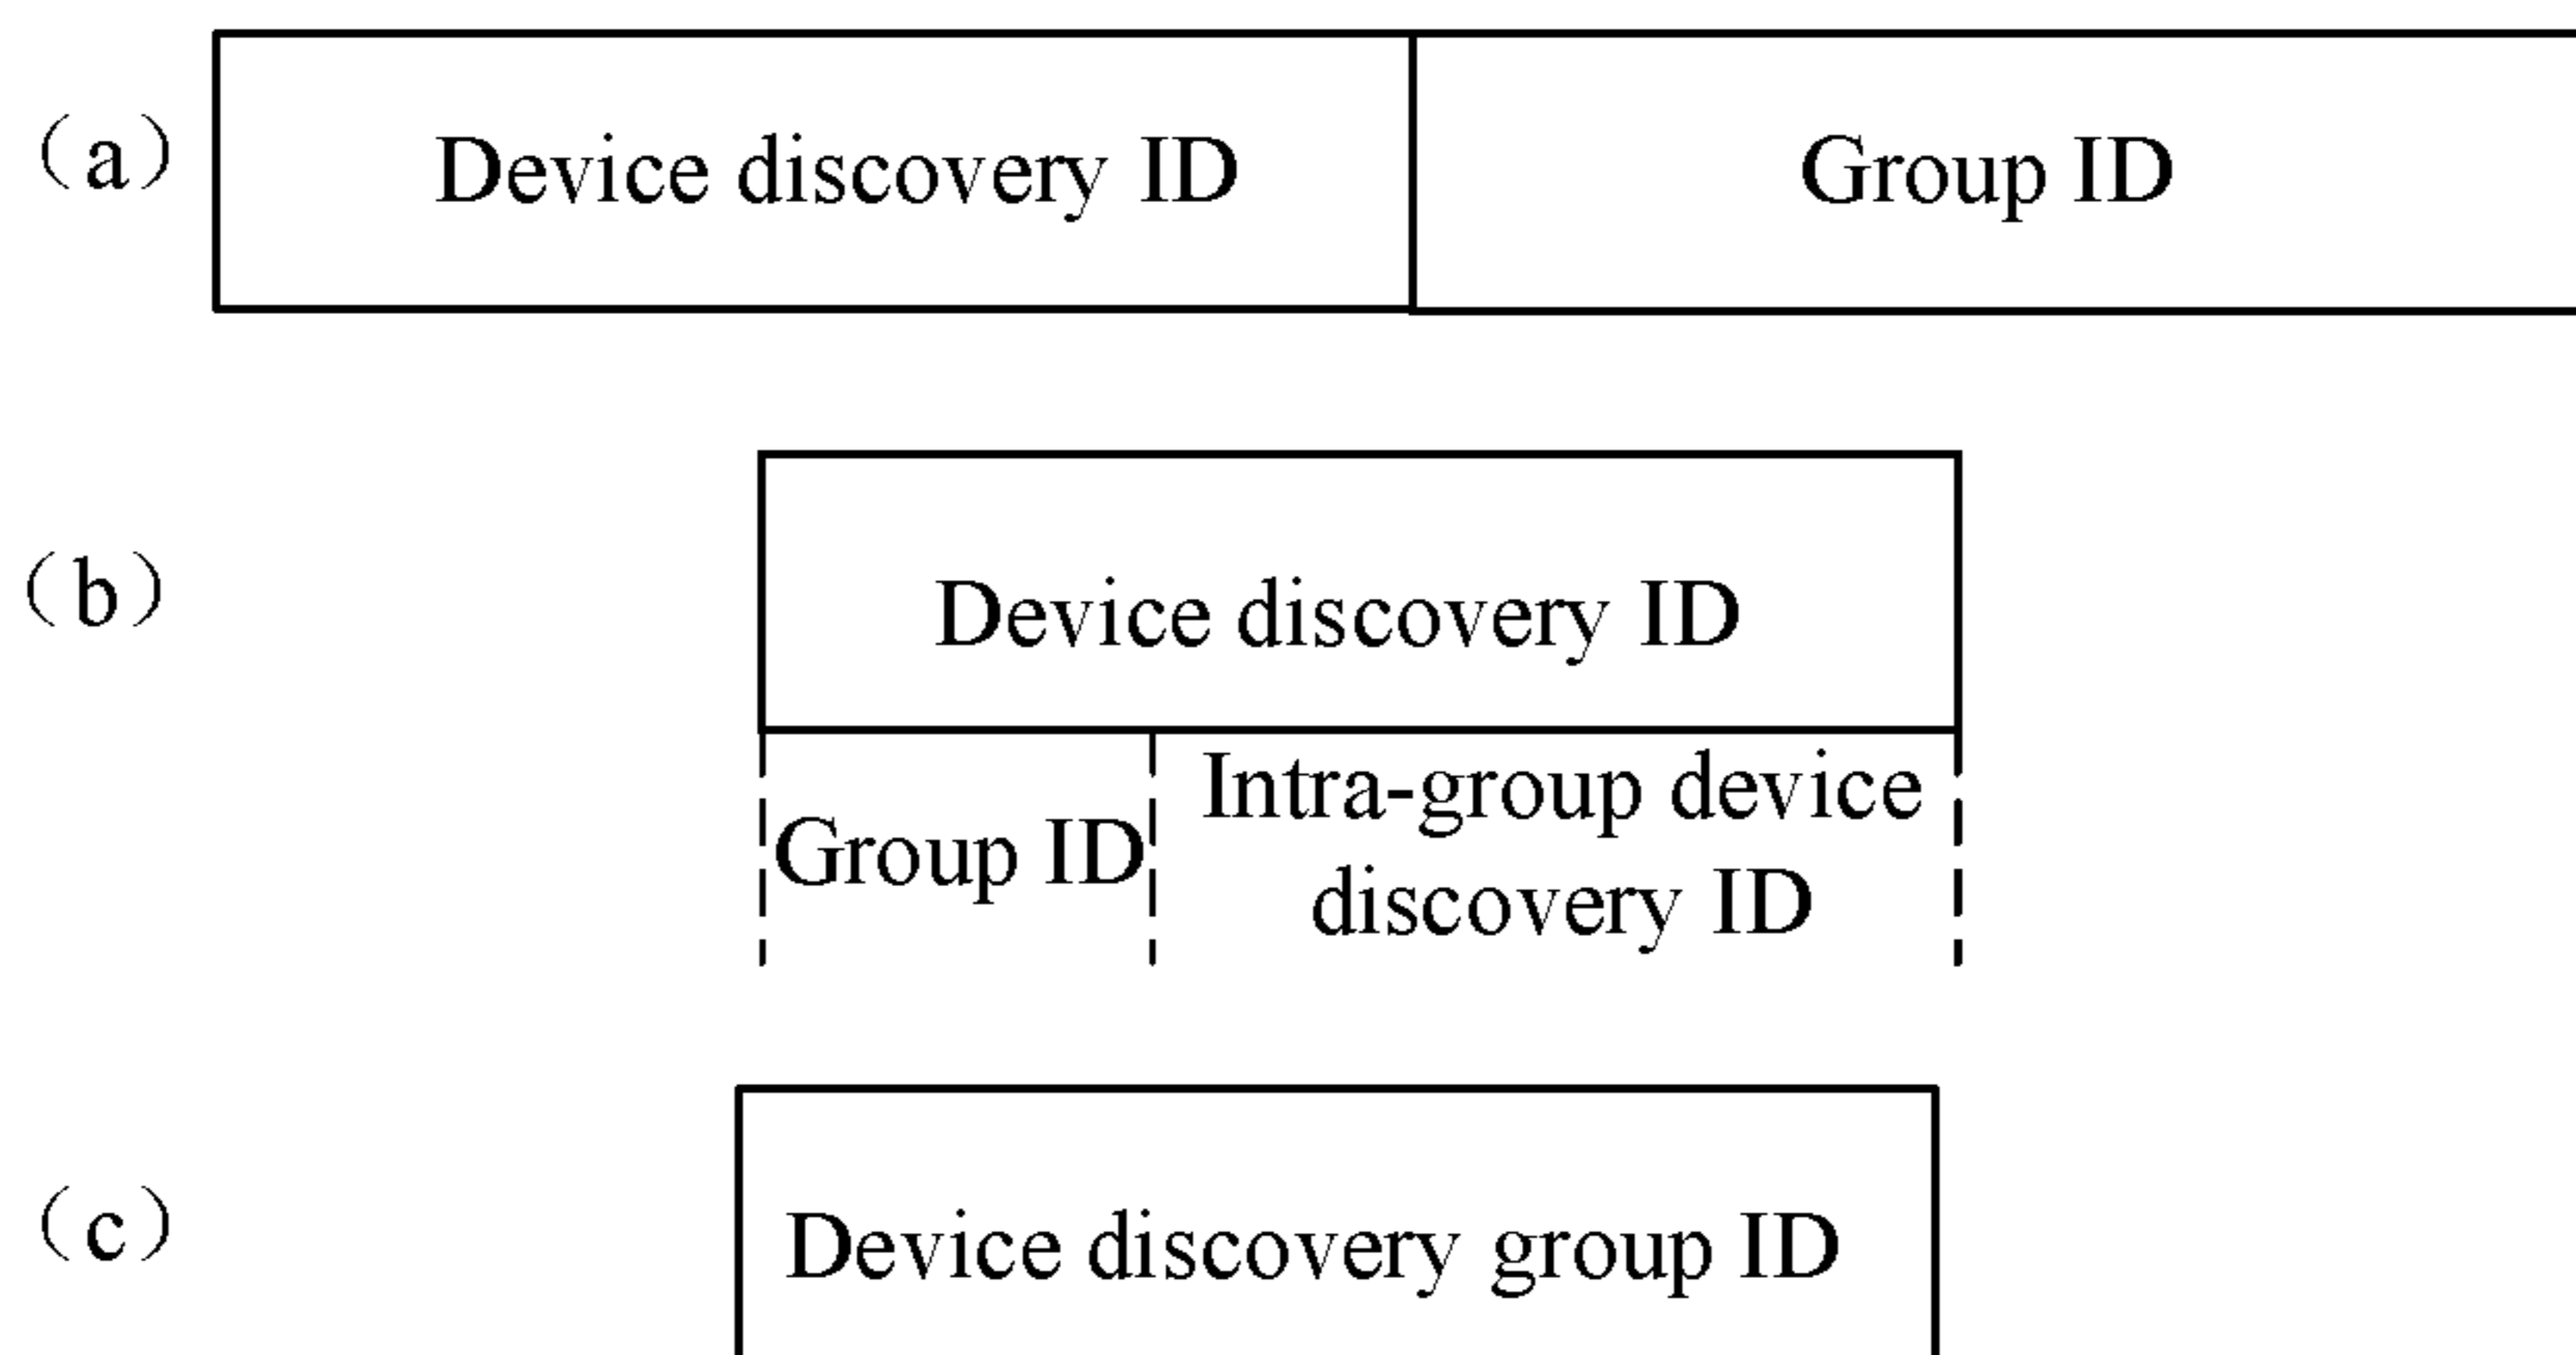 (a)
Device discovery ID
Group ID
(b)
Device discovery ID
Group ID
Intra-group device
discovery ID
(c)
Device discovery group ID